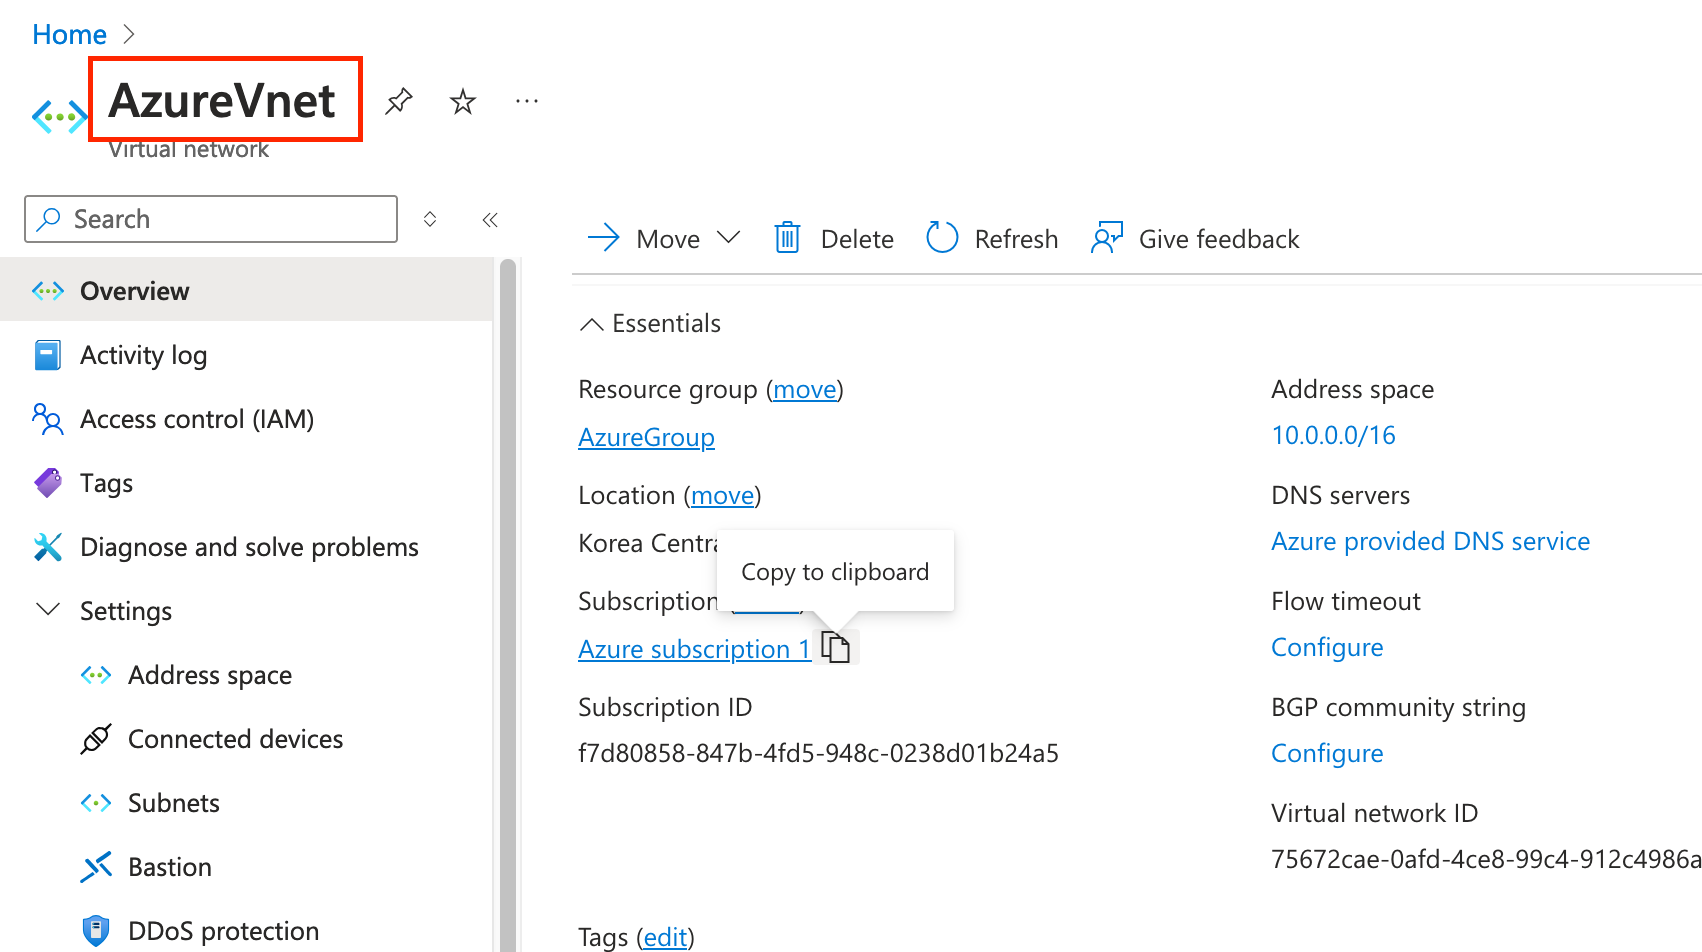 Home
AzureVnet
Virtual network
Search
Overview
Activity log
Access control (IAM)
Tags
Diagnose and solve problems
Settings
Address space
Connected devices
Subnets
Bastion
DDoS protection
Move
Delete
Refresh
Give feedback
Essentials
Resource group (move)
AzureGroup
Location (move)
Korea Centra
Copy to clipboard
Subscription
Azure subscription 1
Subscription ID
f7d80858-847b-4fd5-948c-0238d01b24a5
Address space
10.0.0.0/16
DNS servers
Azure provided DNS service
Flow timeout
Configure
BGP community string
Configure
Virtual network ID
75672cae-0afd-4ce8-99c4-912c4986a
Tags (edit)